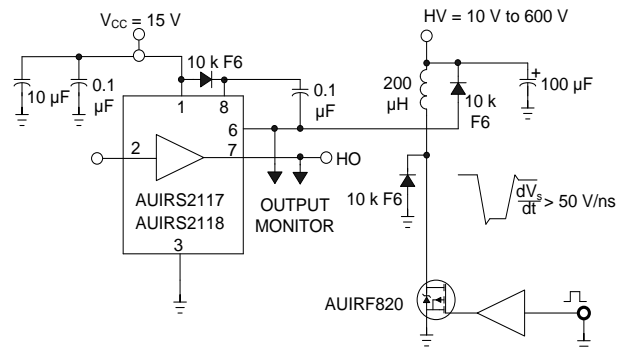 V_CC = 15 V
HV = 10 V to 600 V
10 k F6
10 µF
0.1 µF
1
8
0.1 µF
200 µH
10 k F6
100 µF
+
6
2
7
HO
AUIRS2117
AUIRS2118
OUTPUT MONITOR
10 k F6
dV_s/dt > 50 V/ns
3
AUIRF820